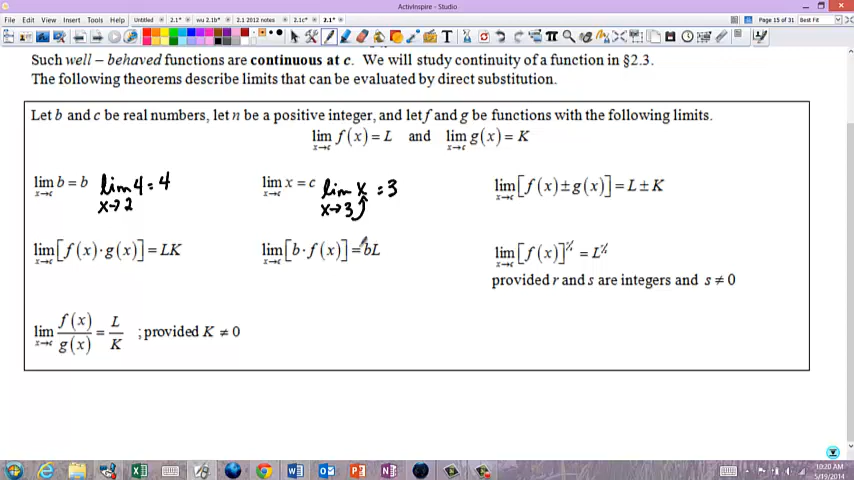 ActivInspire - Studio
File Edit View Insert Tools Help Untitled 2.1* wu 2.1b* 2.1 2012 notes 2.1c* 2.1* Page 15 of 31 Best Fit
Such well – behaved functions are continuous at c. We will study continuity of a function in §2.3.
The following theorems describe limits that can be evaluated by direct substitution.
Let b and c be real numbers, let n be a positive integer, and let f and g be functions with the following limits.
lim x→c f(x) = L and lim x→c g(x) = K
lim x→c b = b lim x→2 4 = 4 lim x→c x = c lim x→3 x = 3 lim x→c [f(x) ± g(x)] = L ± K
lim x→c [f(x)·g(x)] = LK lim x→c [b·f(x)] = bL lim x→c [f(x)] = L
provided r and s are integers and s ≠ 0
lim x→c f(x)/g(x) = L/K ; provided K ≠ 0
10:20 AM
5/19/2014